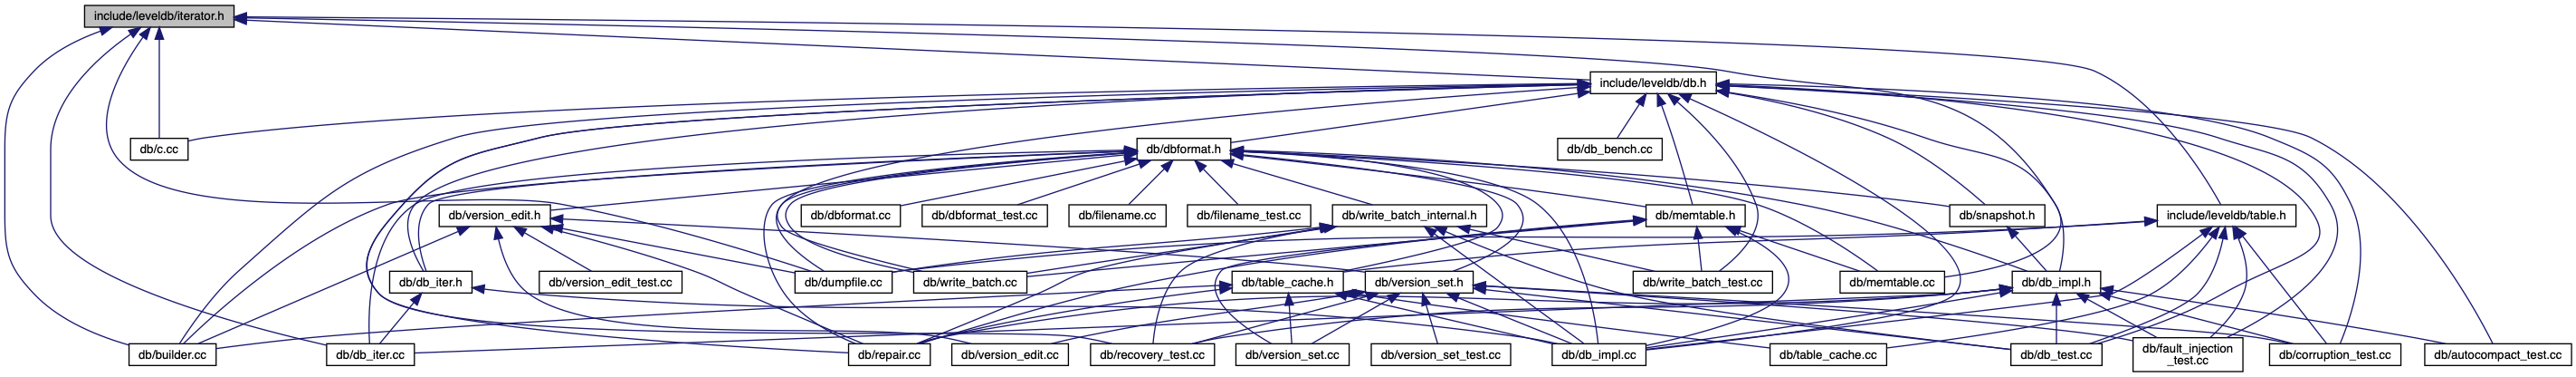 include/leveldb/iterator.h
include/leveldb/db.h
db/c.cc
db/dbformat.h
db/db_bench.cc
db/version_edit.h
db/dbformat.cc
db/dbformat_test.cc
db/filename.cc
db/filename_test.cc
db/write_batch_internal.h
db/memtable.h
db/snapshot.h
include/leveldb/table.h
db/db_iter.h
db/version_edit_test.cc
db/dumpfile.cc
db/write_batch.cc
db/table_cache.h
db/version_set.h
db/write_batch_test.cc
db/memtable.cc
db/db_impl.h
db/builder.cc
db/db_iter.cc
db/repair.cc
db/version_edit.cc
db/recovery_test.cc
db/version_set.cc
db/version_set_test.cc
db/db_impl.cc
db/table_cache.cc
db/db_test.cc
db/fault_injection
_test.cc
db/corruption_test.cc
db/autocompact_test.cc